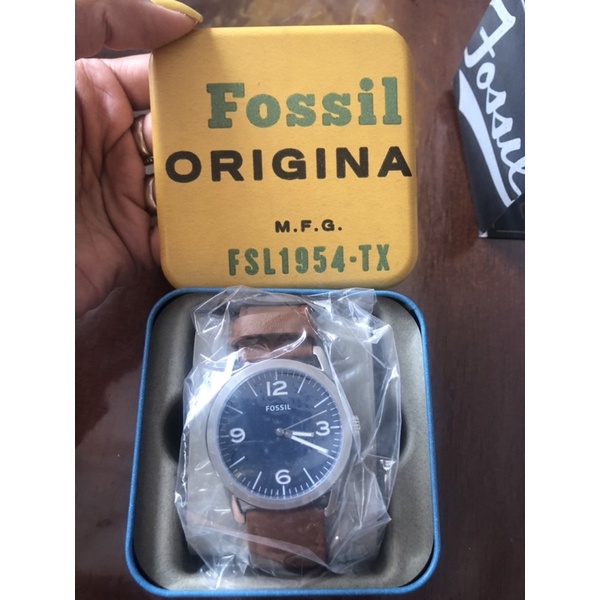 Fossil
ORIGINA
M.F.G.
FSL1954-TX
Fossil
12
FOSSIL
9
3
6